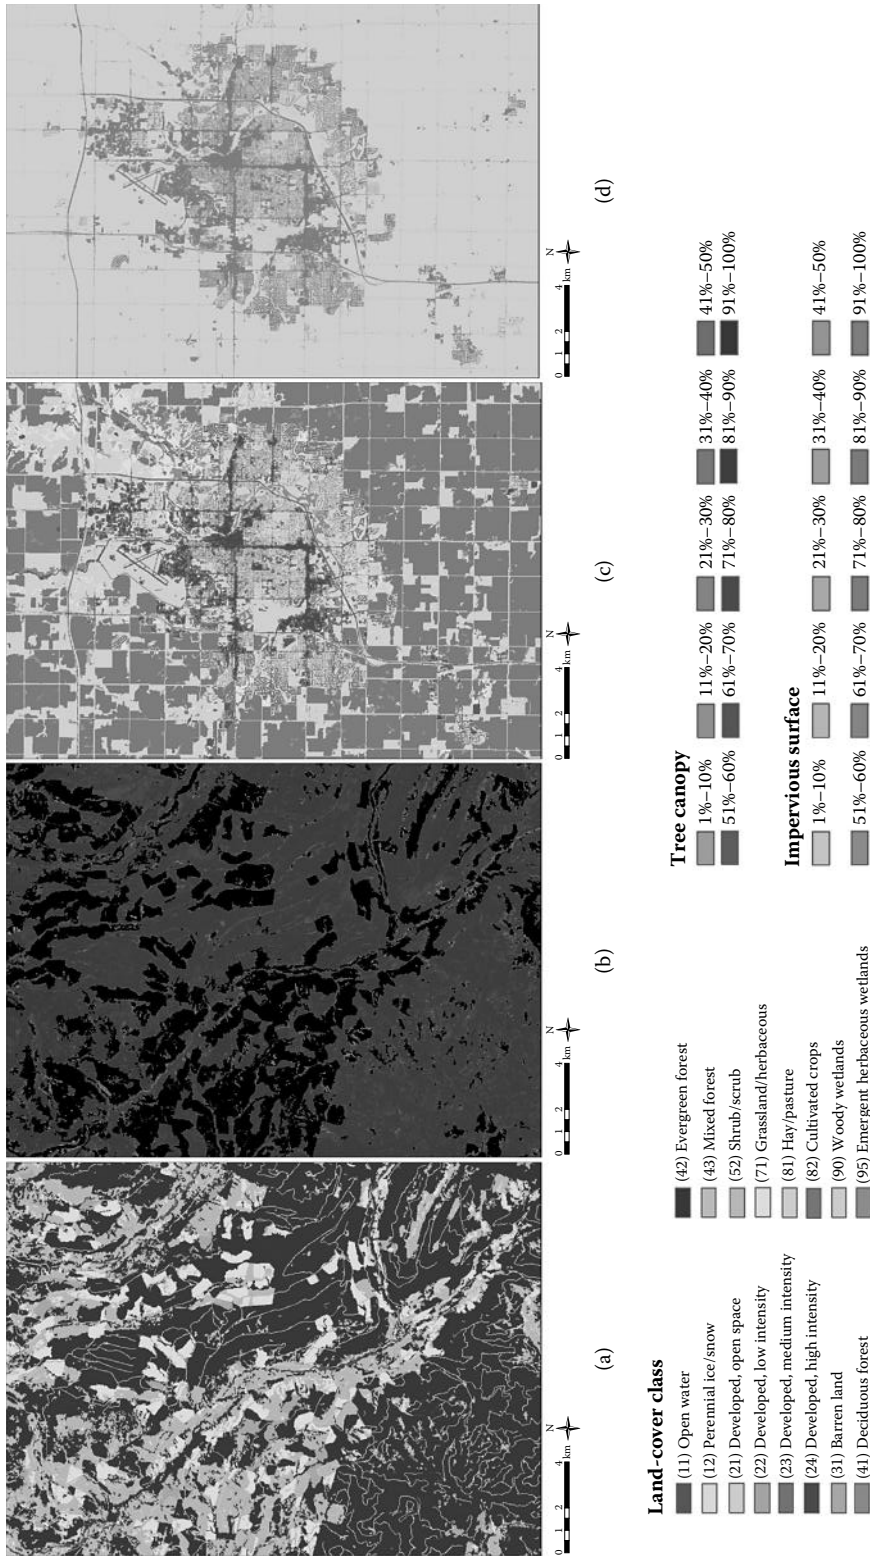 N
0 1 2 4
km
(a)
N
0 1 2 4
km
(b)
N
0 1 2 4
km
(c)
N
0 1 2 4
km
(d)
Land-cover class
(11) Open water
(12) Perennial ice/snow
(21) Developed, open space
(22) Developed, low intensity
(23) Developed, medium intensity
(24) Developed, high intensity
(31) Barren land
(41) Deciduous forest
(42) Evergreen forest
(43) Mixed forest
(52) Shrub/scrub
(71) Grassland/herbaceous
(81) Hay/pasture
(82) Cultivated crops
(90) Woody wetlands
(95) Emergent herbaceous wetlands
Tree canopy
1%–10% 11%–20% 21%–30% 31%–40% 41%–50%
51%–60% 61%–70% 71%–80% 81%–90% 91%–100%
Impervious surface
1%–10% 11%–20% 21%–30% 31%–40% 41%–50%
51%–60% 61%–70% 71%–80% 81%–90% 91%–100%